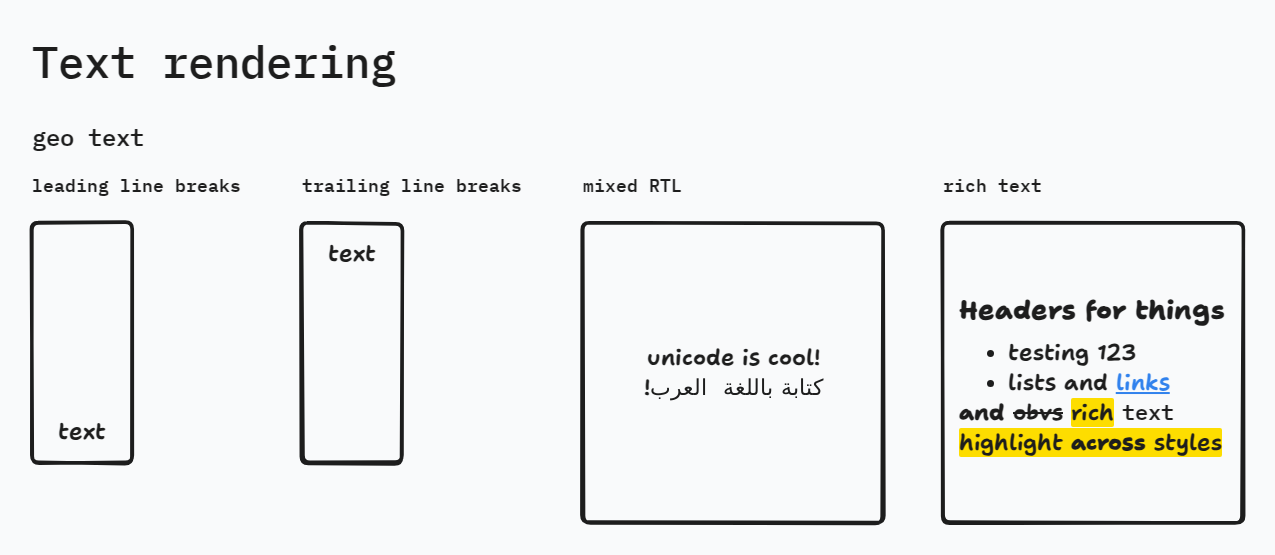 Text rendering
geo text
leading line breaks
text
trailing line breaks
text
mixed RTL
unicode is cool!
كتابة باللغة العرب!
rich text
Headers for things
• testing 123
• lists and links
and obvs rich text
highlight across styles